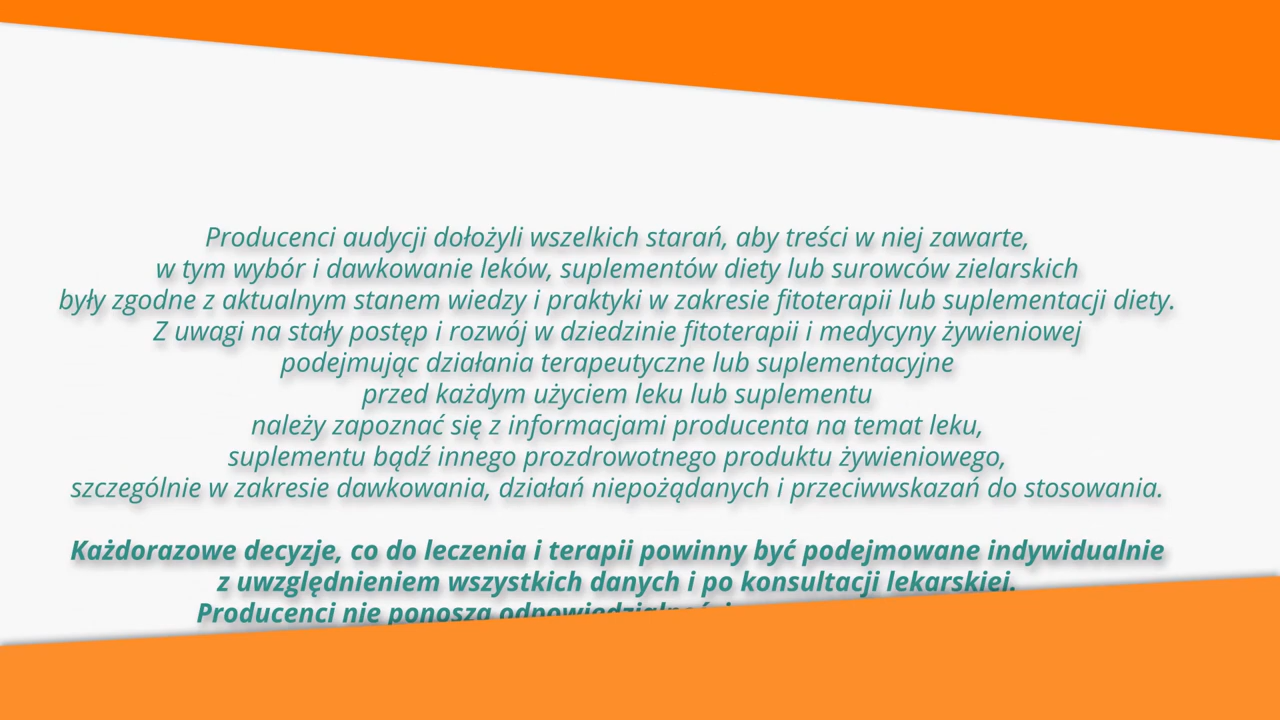 Producenci audycji dołożyli wszelkich starań, aby treści w niej zawarte,
w tym wybór i dawkowanie leków, suplementów diety lub surowców zielarskich
były zgodne z aktualnym stanem wiedzy i praktyki w zakresie fitoterapii lub suplementacji diety.
Z uwagi na stały postęp i rozwój w dziedzinie fitoterapii i medycyny żywieniowej
podejmując działania terapeutyczne lub suplementacyjne
przed każdym użyciem leku lub suplementu
należy zapoznać się z informacjami producenta na temat leku,
suplementu bądź innego prozdrowotnego produktu żywieniowego,
szczególnie w zakresie dawkowania, działań niepożądanych i przeciwwskazań do stosowania.
Każdorazowe decyzje, co do leczenia i terapii powinny być podejmowane indywidualnie
z uwzględnieniem wszystkich danych i po konsultacji lekarskiej.
Producenci nie ponoszą